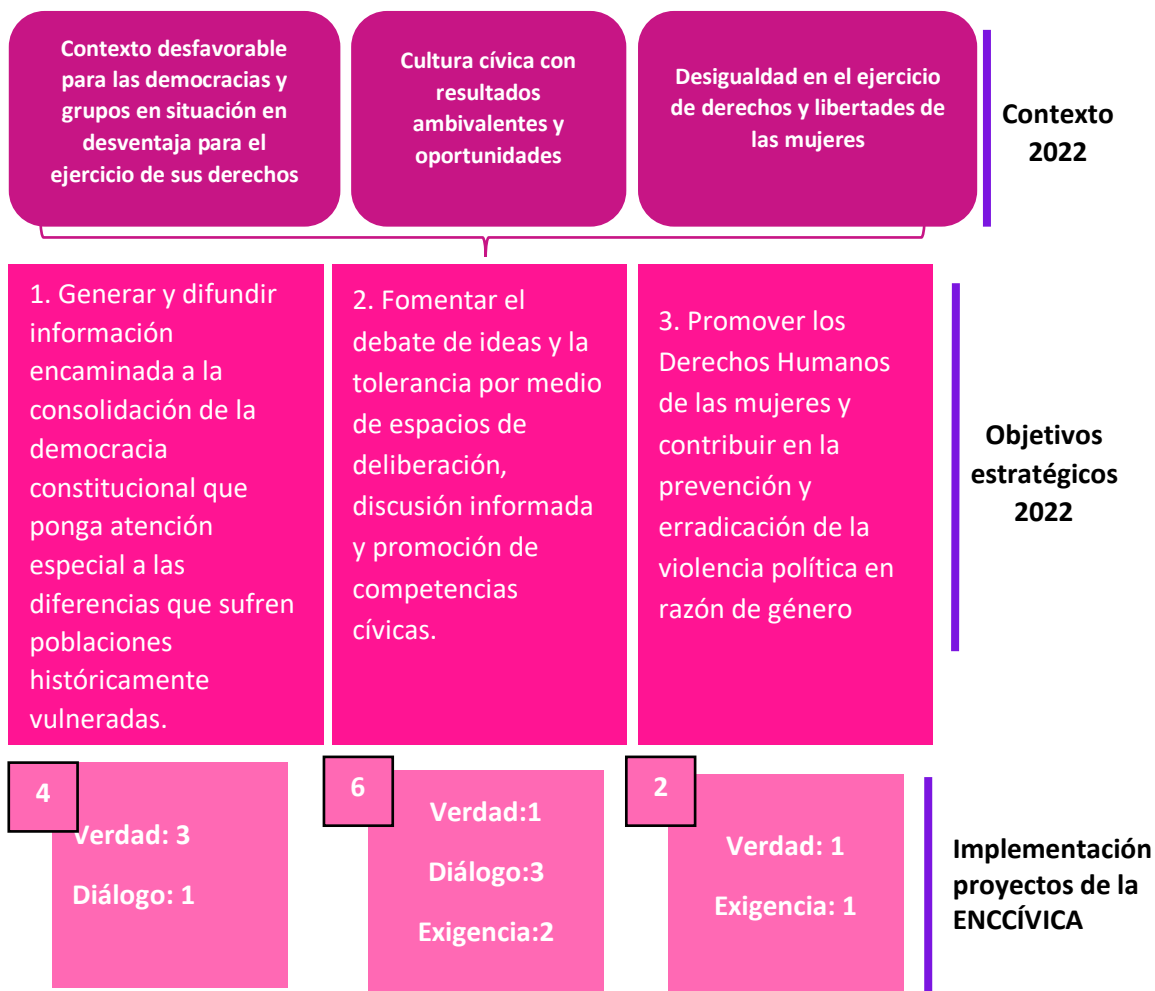 Contexto desfavorable
para las democracias y
grupos en situación en
desventaja para el
ejercicio de sus derechos
Cultura cívica con
resultados
ambivalentes y
oportunidades
Desigualdad en el ejercicio
de derechos y libertades de
las mujeres
Contexto
2022
1. Generar y difundir
información
encaminada a la
consolidación de la
democracia
constitucional que
ponga atención
especial a las
diferencias que sufren
poblaciones
históricamente
vulneradas.
2. Fomentar el
debate de ideas y la
tolerancia por medio
de espacios de
deliberación,
discusión informada
y promoción de
competencias
cívicas.
3. Promover los
Derechos Humanos
de las mujeres y
contribuir en la
prevención y
erradicación de la
violencia política en
razón de género
Objetivos
estratégicos
2022
4
Verdad: 3
Diálogo: 1
6
Verdad:1
Diálogo:3
Exigencia:2
2
Verdad: 1
Exigencia: 1
Implementación
proyectos de la
ENCCÍVICA